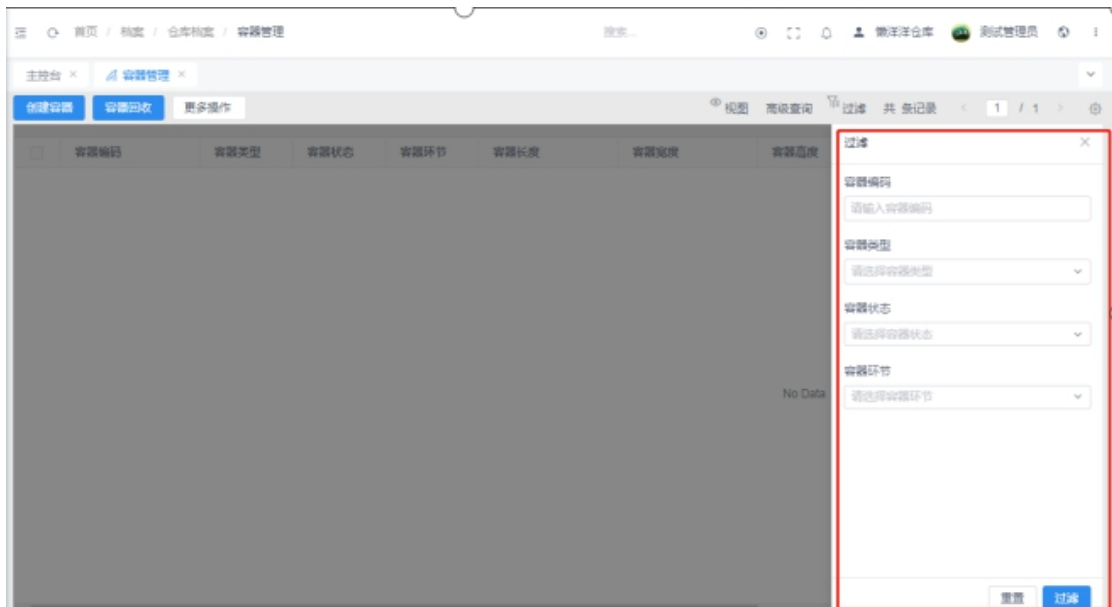 首页 / 档案 / 仓库档案 / 容器管理 搜索... 懒洋洋仓库 测试管理员
主控台 × 容器管理 ×
创建容器 容器回收 更多操作 视图 高级查询 过滤 共 条记录 < 1 / 1 >
容器编码 容器类型 容器状态 容器环节 容器长度 容器宽度 容器高度
No Data
过滤 ×
容器编码
请输入容器编码
容器类型
请选择容器类型
容器状态
请选择容器状态
容器环节
请选择容器环节
重置 过滤